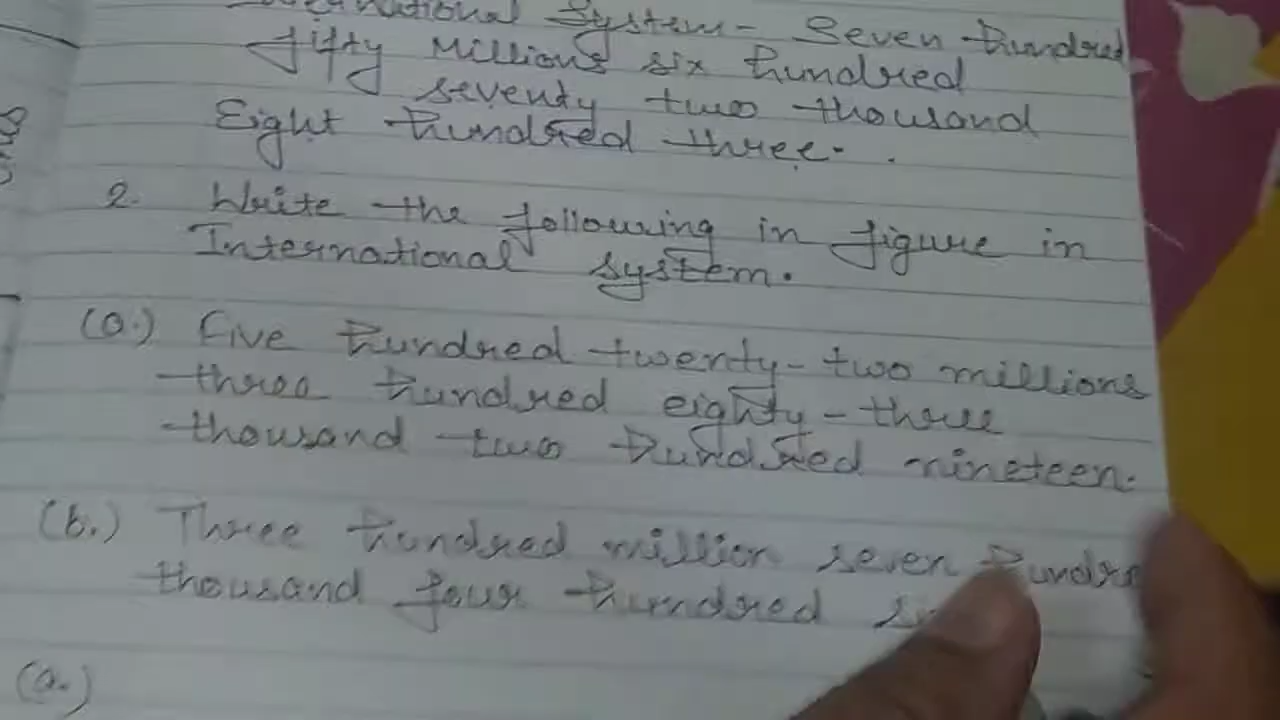 International System- Seven hundred
fifty Millions six hundred
seventy two thousand
Eight hundred three.
2. Write the following in figure in
International system.
(a.) Five hundred twenty-two millions
three hundred eighty-three
thousand two hundred nineteen.
(b.) Three hundred million seven
thousand four hundred
(a.)